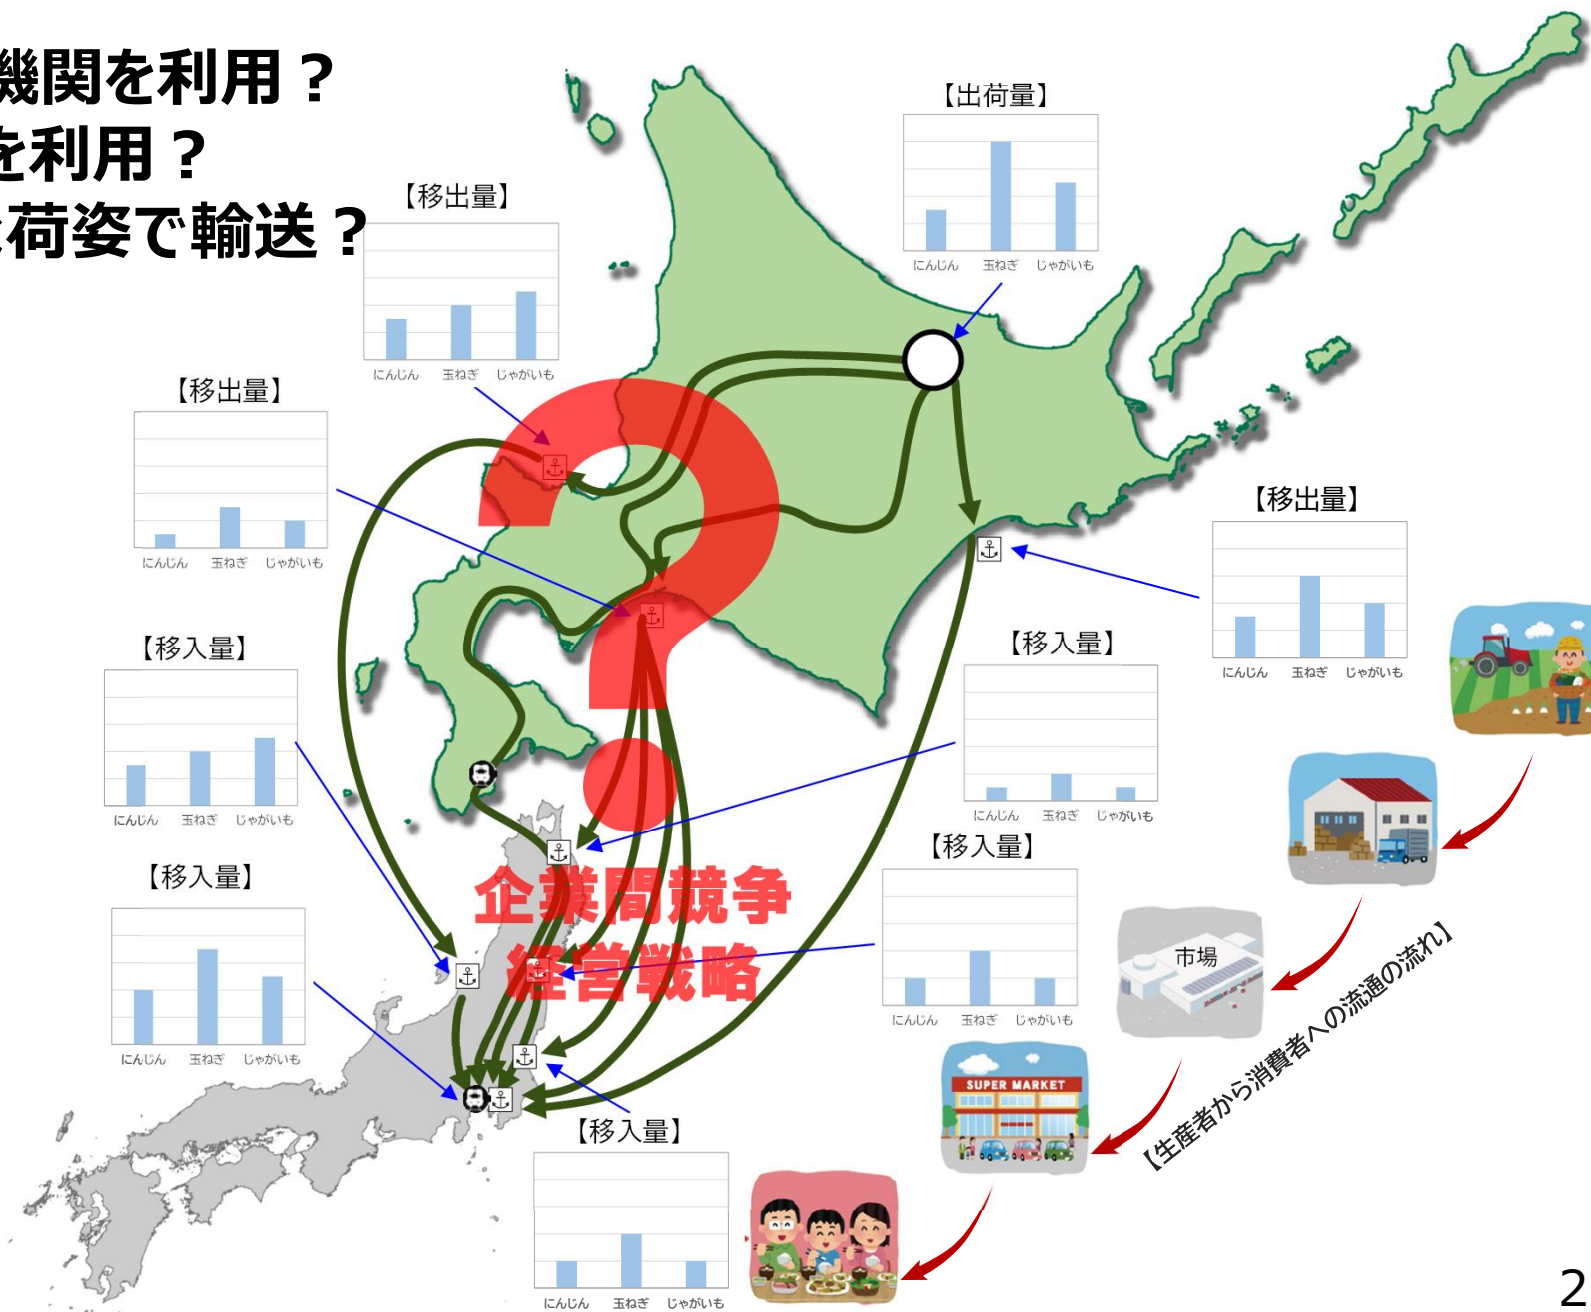 機関を利用？
を利用？
な荷姿で輸送？
【出荷量】
にんじん 玉ねぎ じゃがいも
【移出量】
にんじん 玉ねぎ じゃがいも
【移出量】
にんじん 玉ねぎ じゃがいも
【移出量】
にんじん 玉ねぎ じゃがいも
【移入量】
にんじん 玉ねぎ じゃがいも
【移入量】
にんじん 玉ねぎ じゃがいも
【移入量】
にんじん 玉ねぎ じゃがいも
【移入量】
にんじん 玉ねぎ じゃがいも
【移入量】
にんじん 玉ねぎ じゃがいも
?
企業間競争
経営戦略
市場
SUPER MARKET
【生産者から消費者への流通の流れ】
2